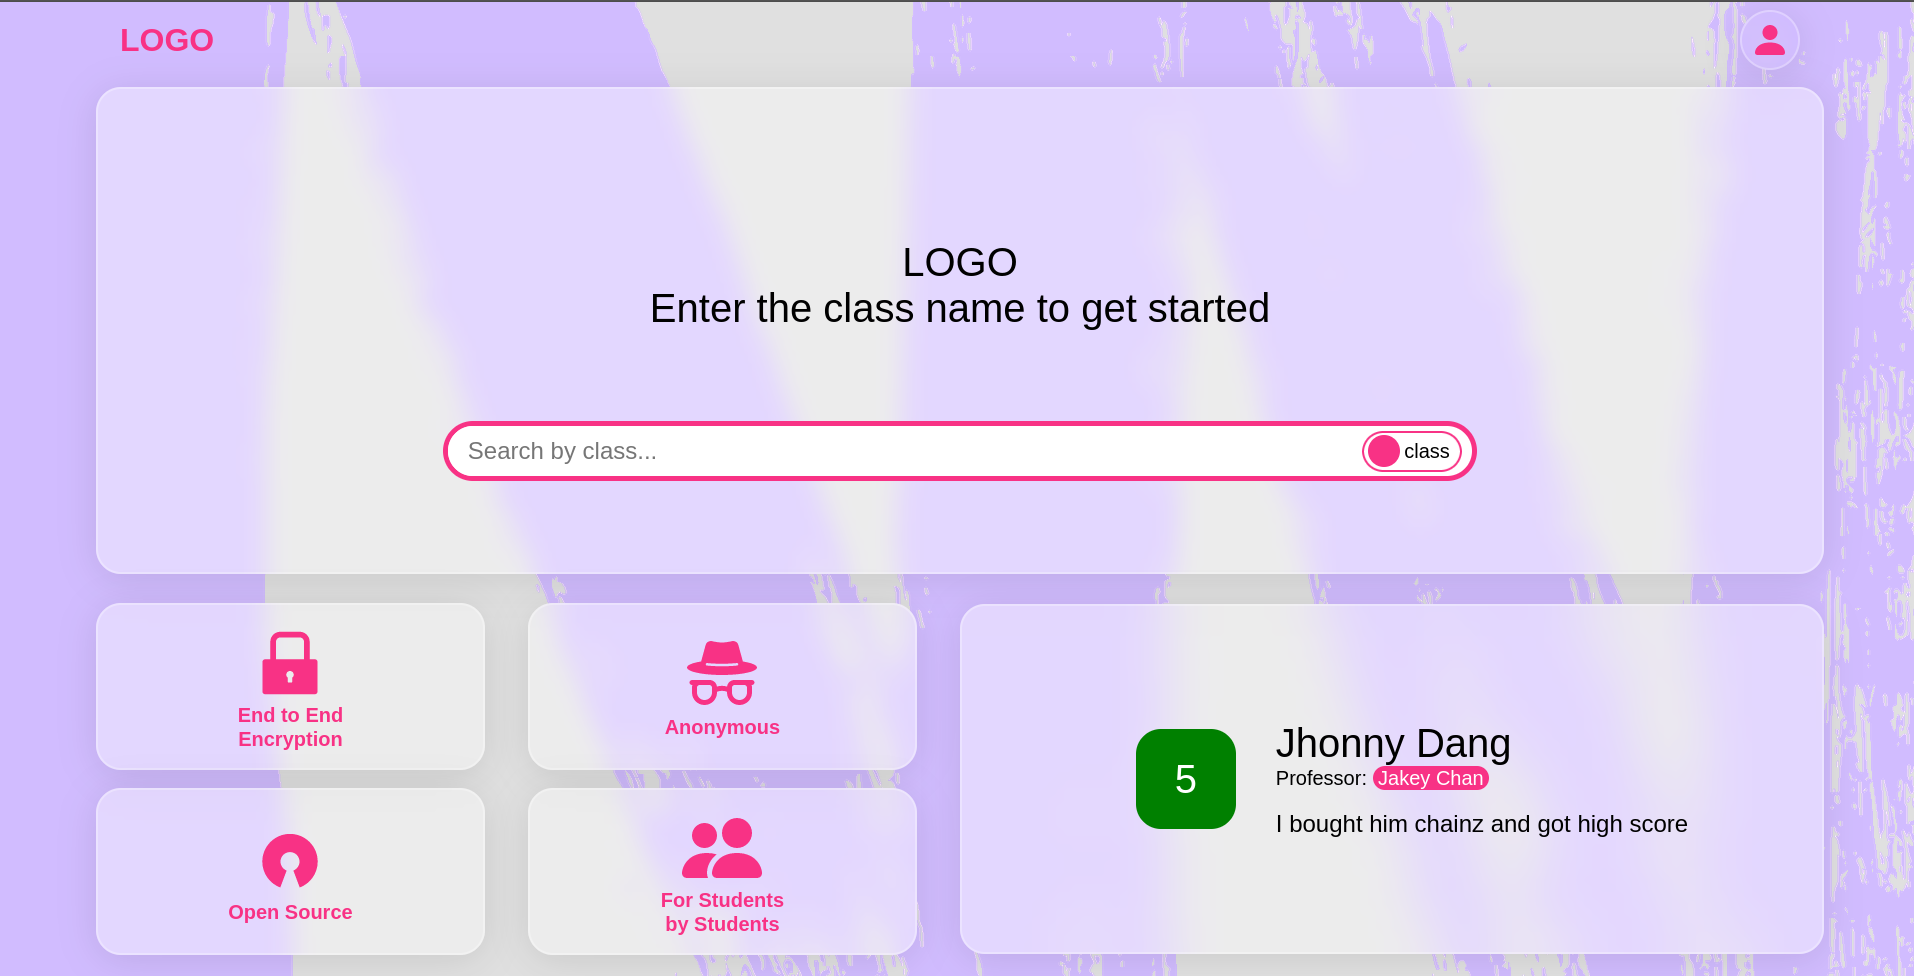 LOGO
LOGO
Enter the class name to get started
Search by class...
class
End to End
Encryption
Anonymous
Open Source
For Students
by Students
5
Jhonny Dang
Professor: Jakey Chan
I bought him chainz and got high score